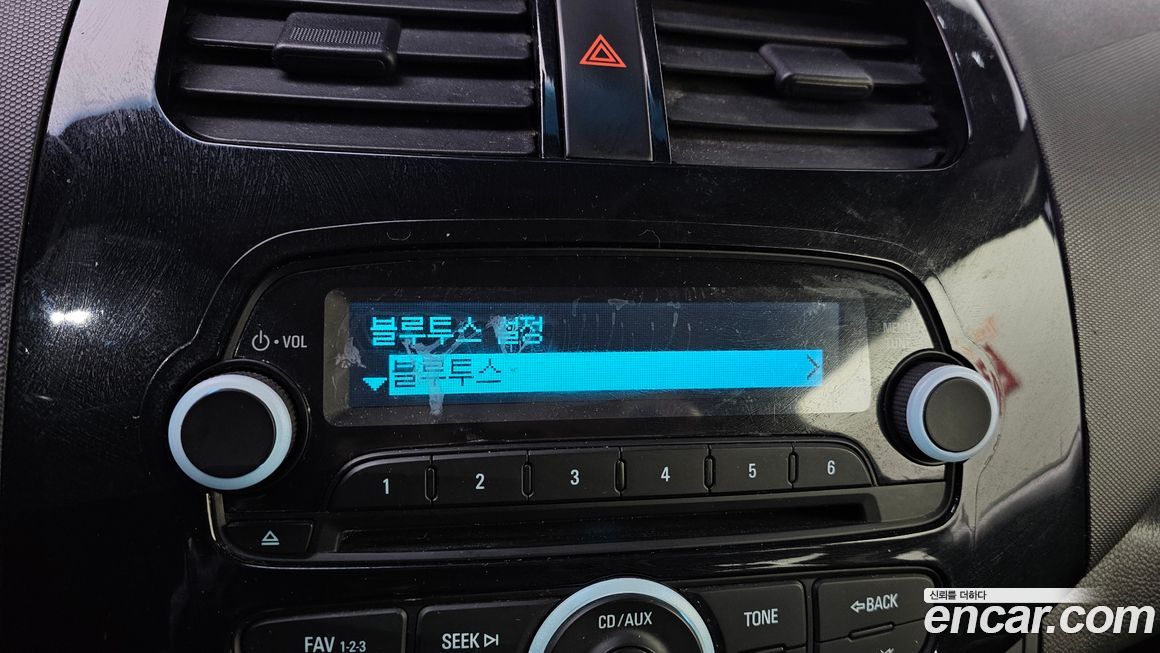 블루투스 설정
블루투스
VOL
1
2
3
4
5
6
CD/AUX
TONE
BACK
FAV 1-2-3
SEEK
신뢰를 더하다
encar.com